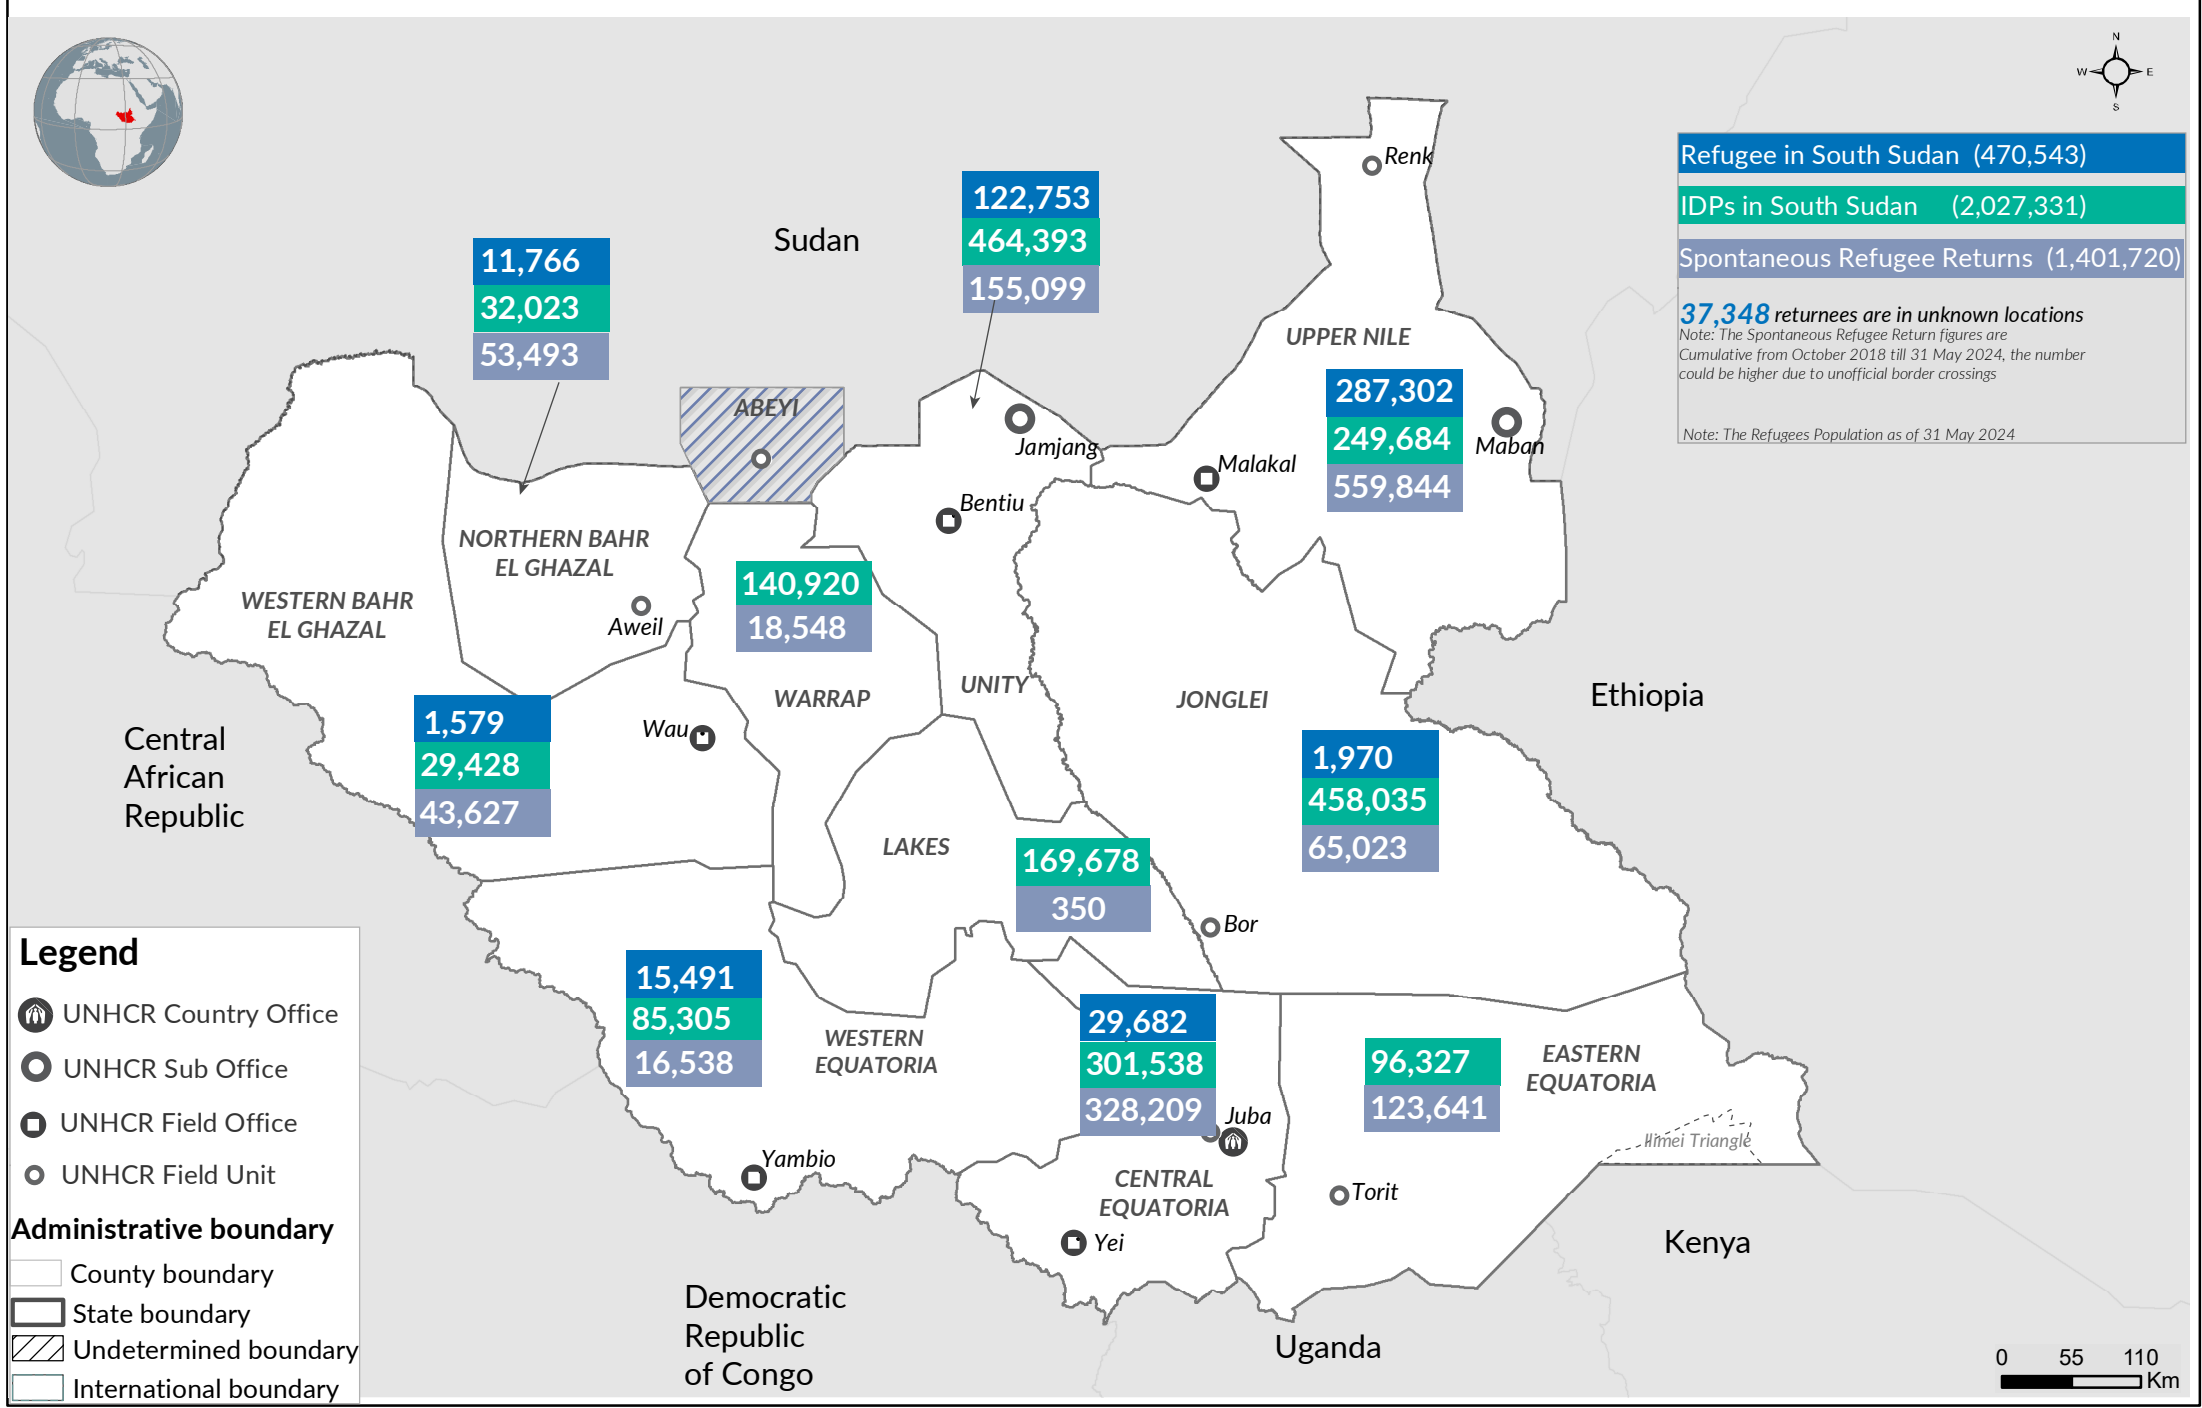 N
W E
S
Refugee in South Sudan (470,543)
IDPs in South Sudan (2,027,331)
Spontaneous Refugee Returns (1,401,720)
37,348 returnees are in unknown locations
Note: The Spontaneous Refugee Return figures are
Cumulative from October 2018 till 31 May 2024, the number
could be higher due to unofficial border crossings
Note: The Refugees Population as of 31 May 2024
Renk
Sudan
122,753
464,393
155,099
11,766
32,023
53,493
UPPER NILE
287,302
249,684
559,844
Maban
ABEYI
Jamjang
Malakal
Bentiu
NORTHERN BAHR
EL GHAZAL
Aweil
WESTERN BAHR
EL GHAZAL
140,920
18,548
WARRAP
UNITY
JONGLEI
Ethiopia
Central
African
Republic
1,579
29,428
43,627
Wau
1,970
458,035
65,023
LAKES
169,678
350
Bor
15,491
85,305
16,538
WESTERN
EQUATORIA
29,682
301,538
328,209
Juba
96,327
123,641
EASTERN
EQUATORIA
Ilimei Triangle
Yambio
CENTRAL
EQUATORIA
Torit
Yei
Kenya
Democratic
Republic
of Congo
Uganda
Legend
UNHCR Country Office
UNHCR Sub Office
UNHCR Field Office
UNHCR Field Unit
Administrative boundary
County boundary
State boundary
Undetermined boundary
International boundary
0 55 110
Km